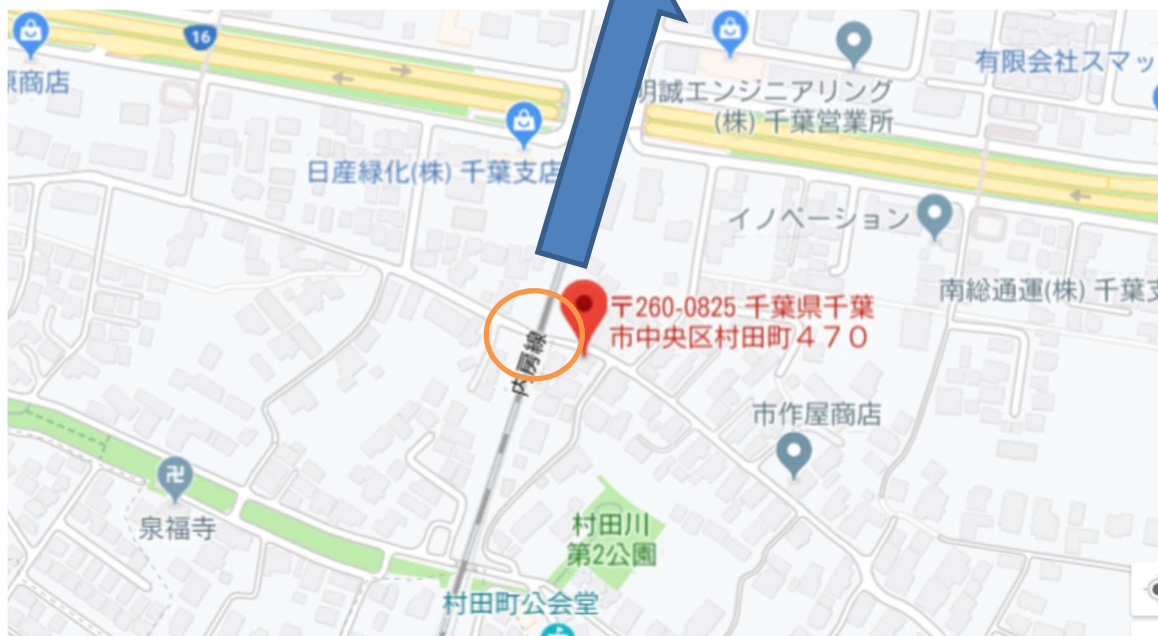 16
原商店
有限会社スマッ
明誠エンジニアリング
(株) 千葉営業所
日産緑化(株) 千葉支店
イノベーション
南総通運(株) 千葉支
〒260-0825 千葉県千葉
市中央区村田町４７０
内房線
市作屋商店
卍
泉福寺
村田川
第2公園
村田町公会堂